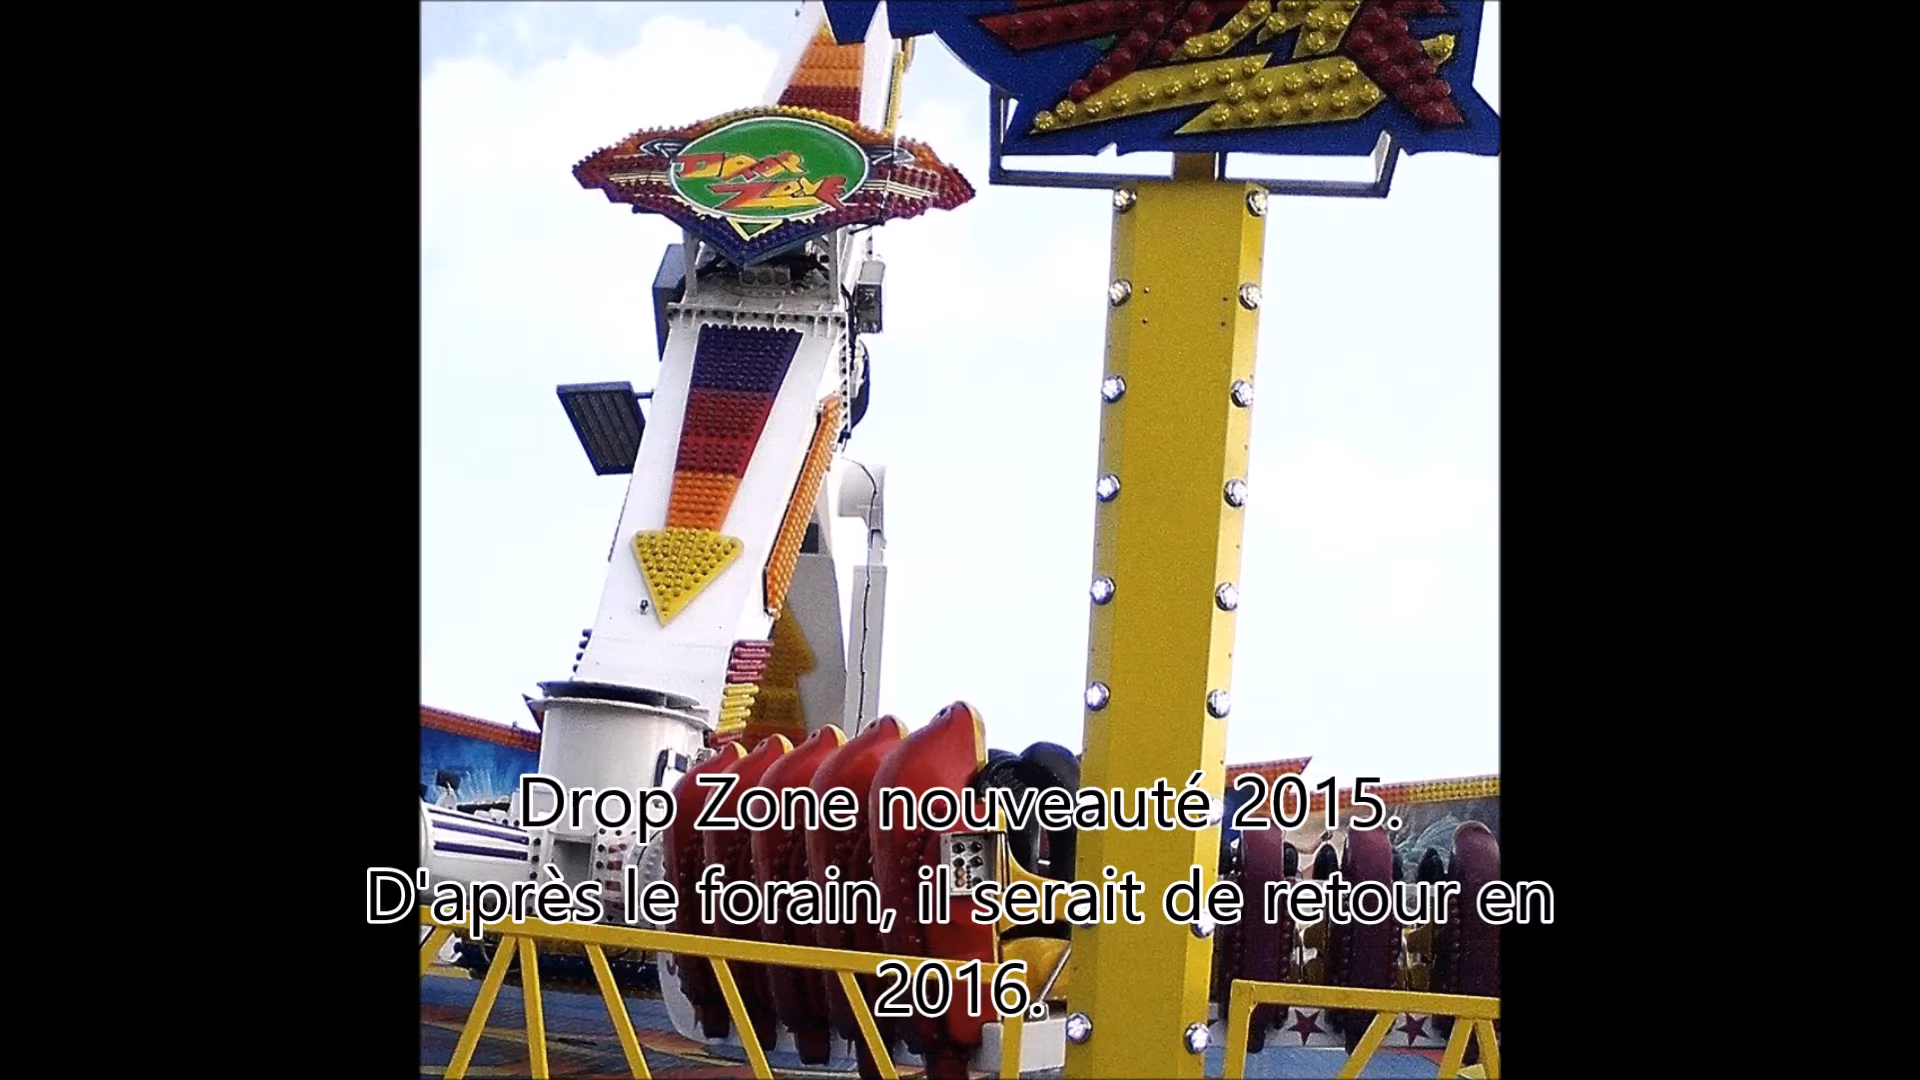 DROP
ZONE
Drop Zone nouveauté 2015.
D'après le forain, il serait de retour en
2016.